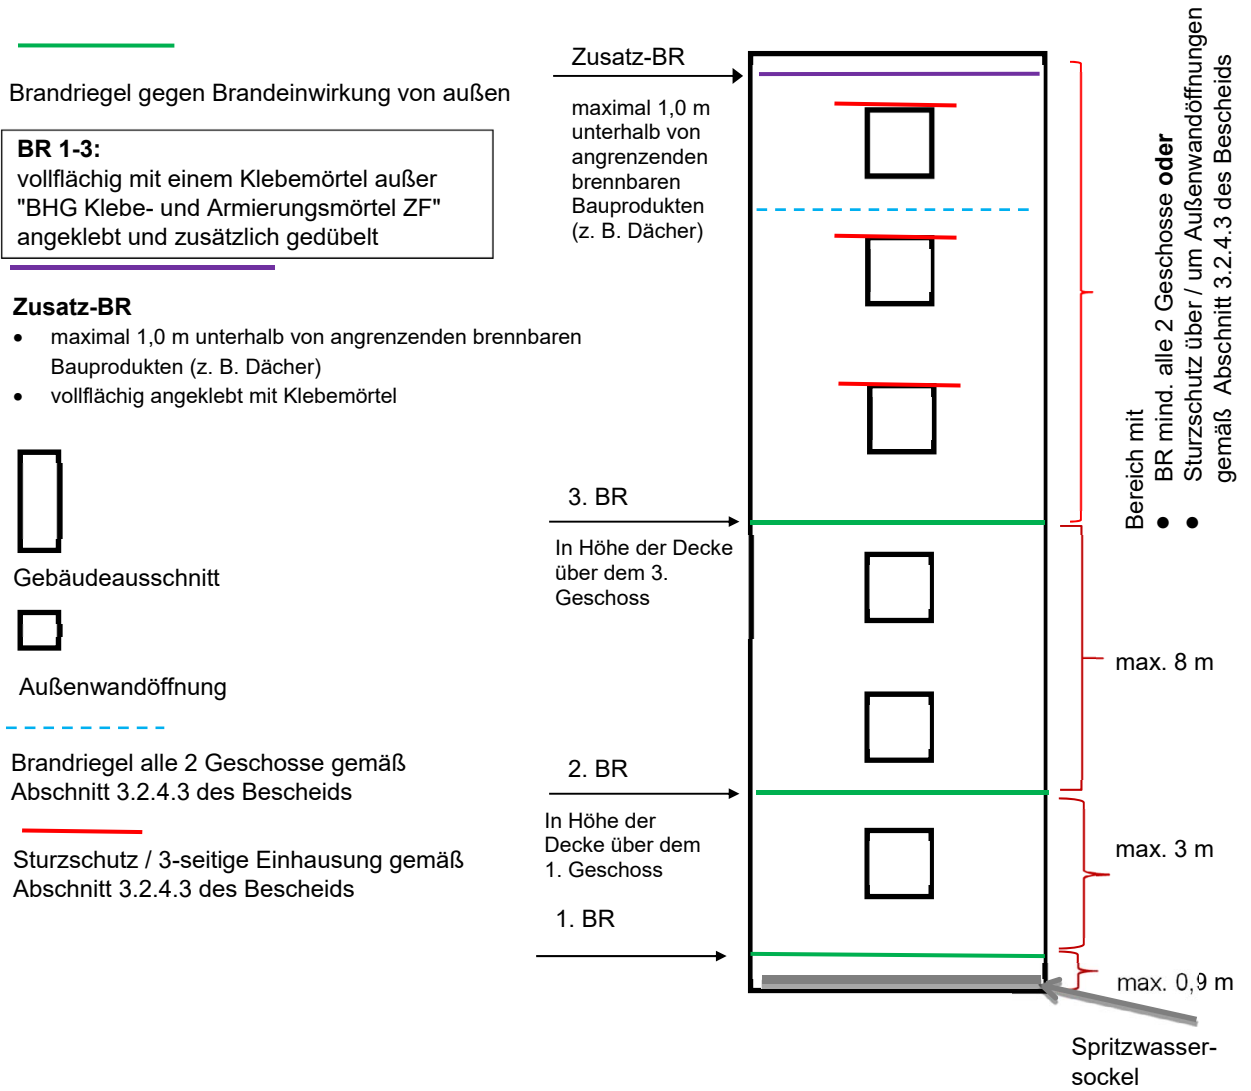 Brandriegel gegen Brandeinwirkung von außen
BR 1-3:
vollflächig mit einem Klebemörtel außer
"BHG Klebe- und Armierungsmörtel ZF"
angeklebt und zusätzlich gedübelt
Zusatz-BR
• maximal 1,0 m unterhalb von angrenzenden brennbaren
Bauprodukten (z. B. Dächer)
• vollflächig angeklebt mit Klebemörtel
Gebäudeausschnitt
Außenwandöffnung
Brandriegel alle 2 Geschosse gemäß
Abschnitt 3.2.4.3 des Bescheids
Sturzschutz / 3-seitige Einhausung gemäß
Abschnitt 3.2.4.3 des Bescheids
Zusatz-BR
maximal 1,0 m
unterhalb von
angrenzenden
brennbaren
Bauprodukten
(z. B. Dächer)
3. BR
In Höhe der Decke
über dem 3.
Geschoss
2. BR
In Höhe der
Decke über dem
1. Geschoss
1. BR
Bereich mit
• BR mind. alle 2 Geschosse oder
• Sturzschutz über / um Außenwandöffnungen
gemäß Abschnitt 3.2.4.3 des Bescheids
max. 8 m
max. 3 m
max. 0,9 m
Spritzwasser-
sockel